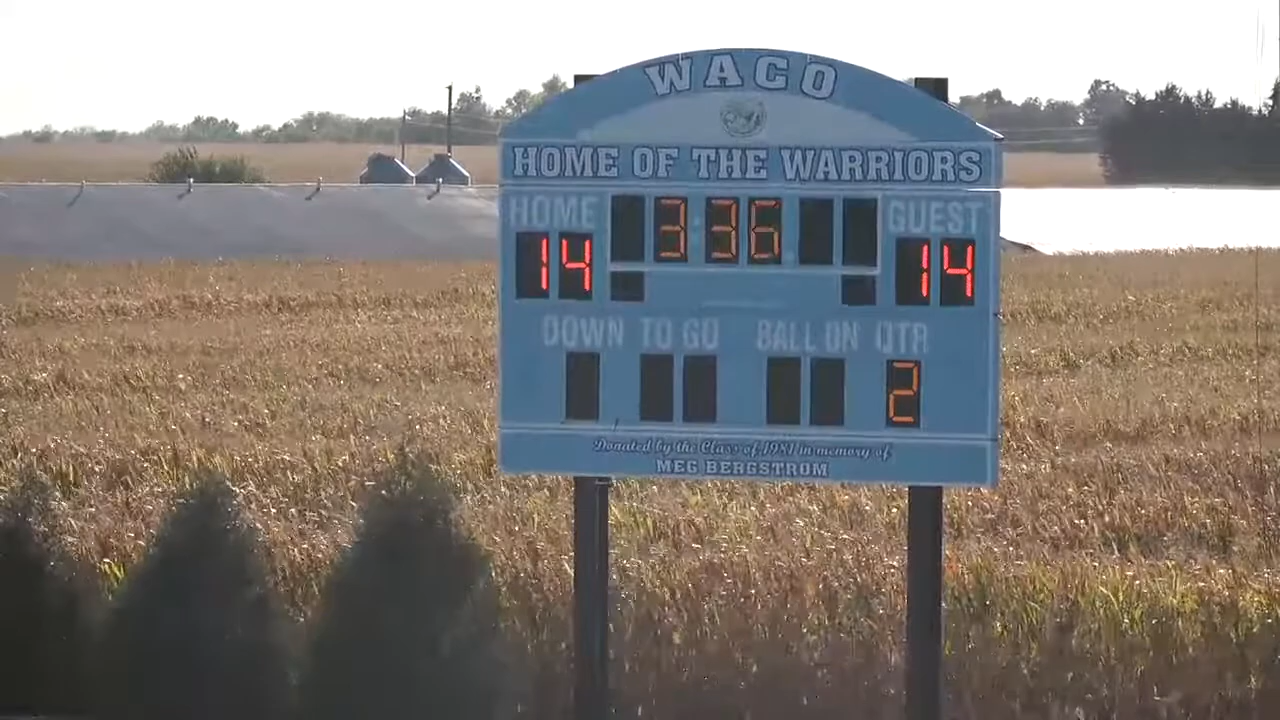 WACO
HOME OF THE WARRIORS
HOME 3:36 GUEST
14 14
DOWN TO GO BALL ON QTR
2
Donated by the Class of 1981 in memory of
MEG BERGSTROM